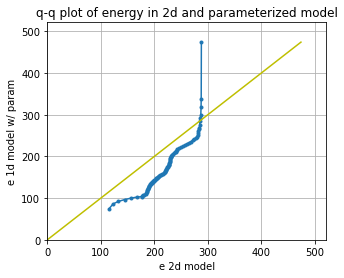 q-q plot of energy in 2d and parameterized model
500
400
300
200
100
0
e 1d model w/ param
0 100 200 300 400 500
e 2d model